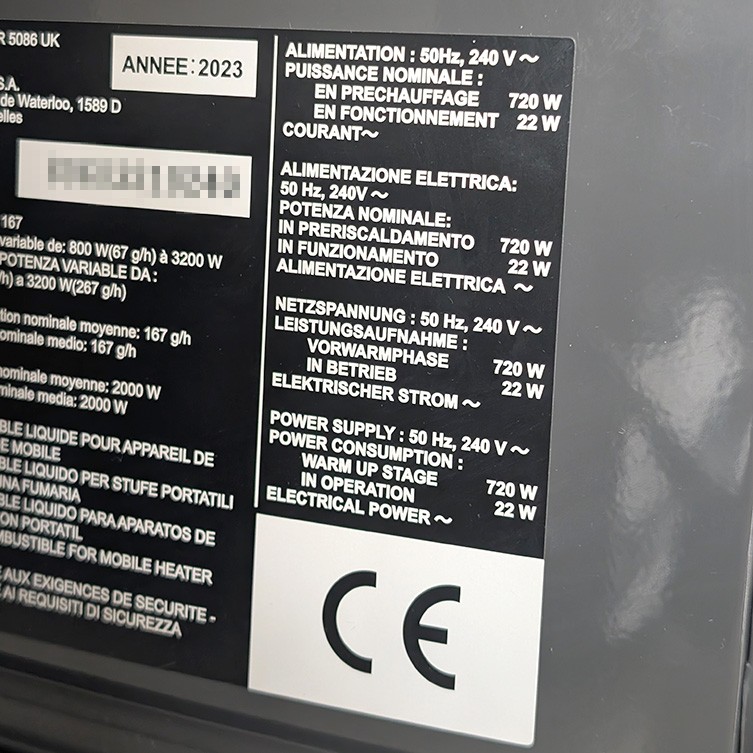 R 5086 UK
ANNEE: 2023
S.A.
de Waterloo, 1589 D
elles
167
variable de: 800 W(67 g/h) à 3200 W
POTENZA VARIABLE DA :
/h) a 3200 W(267 g/h)
tion nominale moyenne: 167 g/h
ominale medio: 167 g/h
nominale moyenne: 2000 W
minale media: 2000 W
BLE LIQUIDE POUR APPAREIL DE
E MOBILE
BLE LIQUIDO PER STUFE PORTATILI
NA FUMARIA
BLE LIQUIDO PARA APARATOS DE
ON PORTATIL
MBUSTIBLE FOR MOBILE HEATER
AUX EXIGENCES DE SECURITE -
AI REQUISITI DI SICUREZZA
ALIMENTATION : 50Hz, 240 V ~
PUISSANCE NOMINALE :
EN PRECHAUFFAGE 720 W
EN FONCTIONNEMENT 22 W
COURANT~
ALIMENTAZIONE ELETTRICA:
50 Hz, 240V ~
POTENZA NOMINALE:
IN PRERISCALDAMENTO 720 W
IN FUNZIONAMENTO 22 W
ALIMENTAZIONE ELETTRICA ~
NETZSPANNUNG : 50 Hz, 240 V ~
LEISTUNGSAUFNAHME :
VORWARMPHASE 720 W
IN BETRIEB 22 W
ELEKTRISCHER STROM ~
POWER SUPPLY : 50 Hz, 240 V ~
POWER CONSUMPTION :
WARM UP STAGE 720 W
IN OPERATION 22 W
ELECTRICAL POWER ~
CE